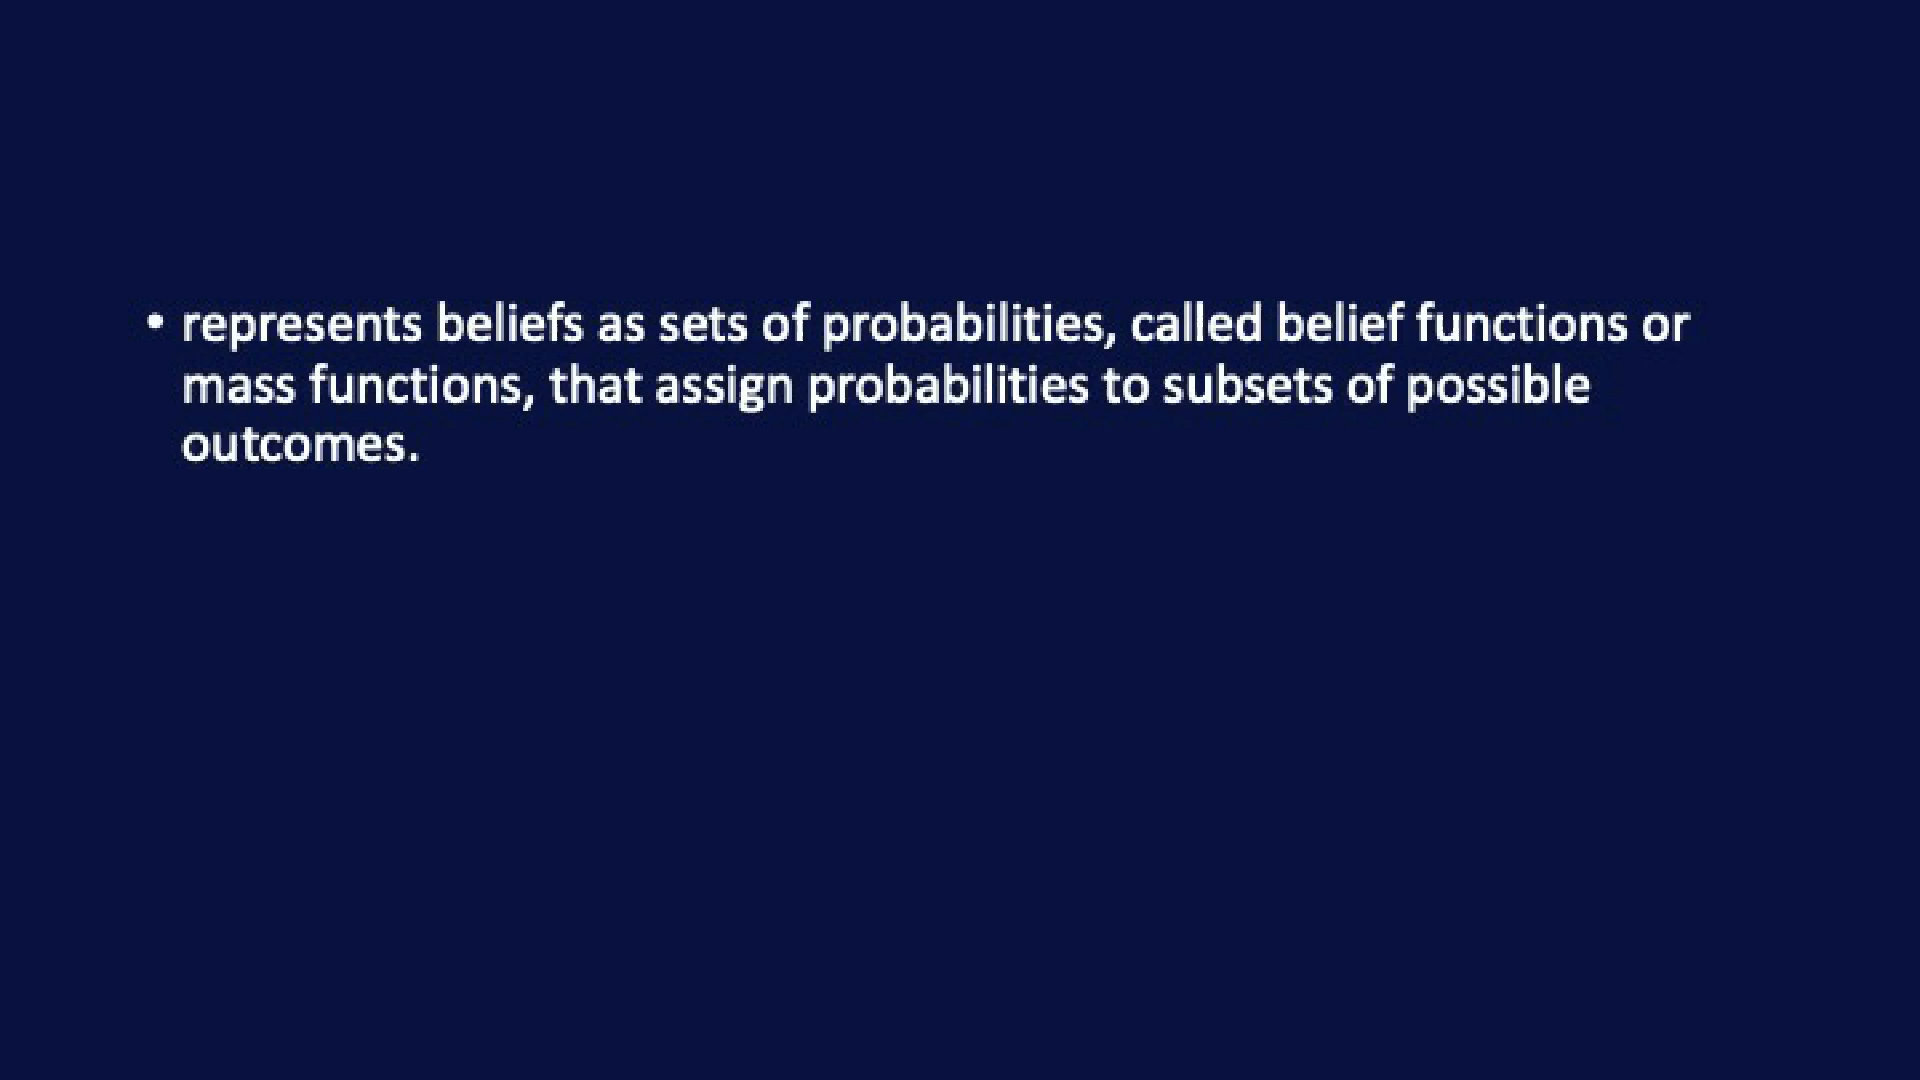 • represents beliefs as sets of probabilities, called belief functions or
mass functions, that assign probabilities to subsets of possible
outcomes.